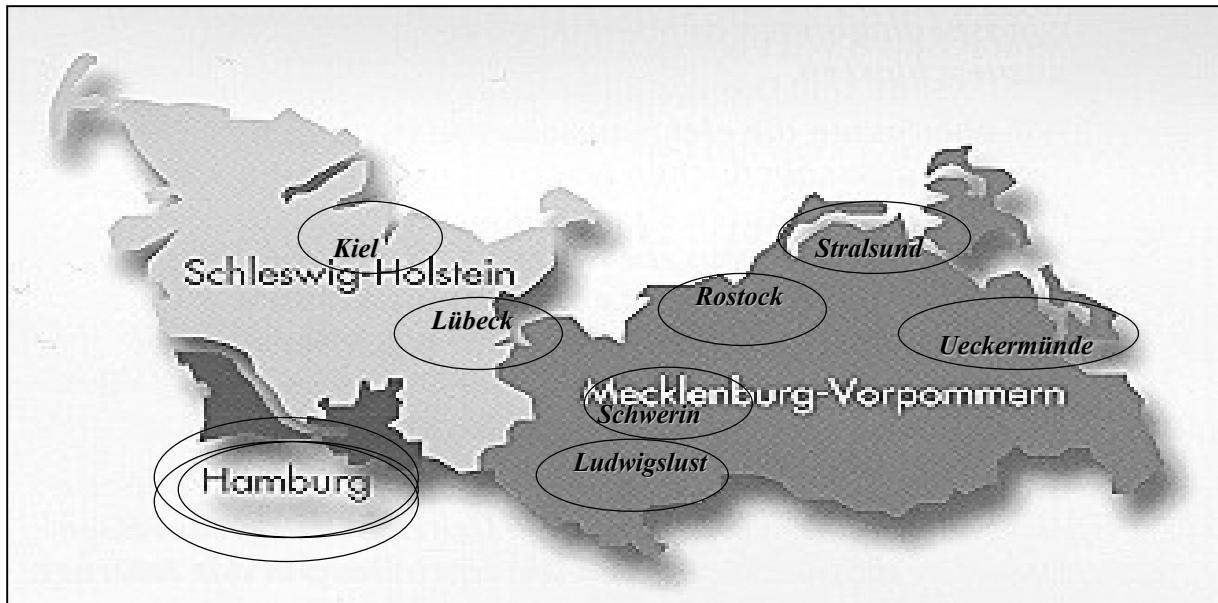 Kiel
Schleswig-Holstein
Lübeck
Stralsund
Rostock
Ueckermünde
Mecklenburg-Vorpommern
Schwerin
Ludwigslust
Hamburg